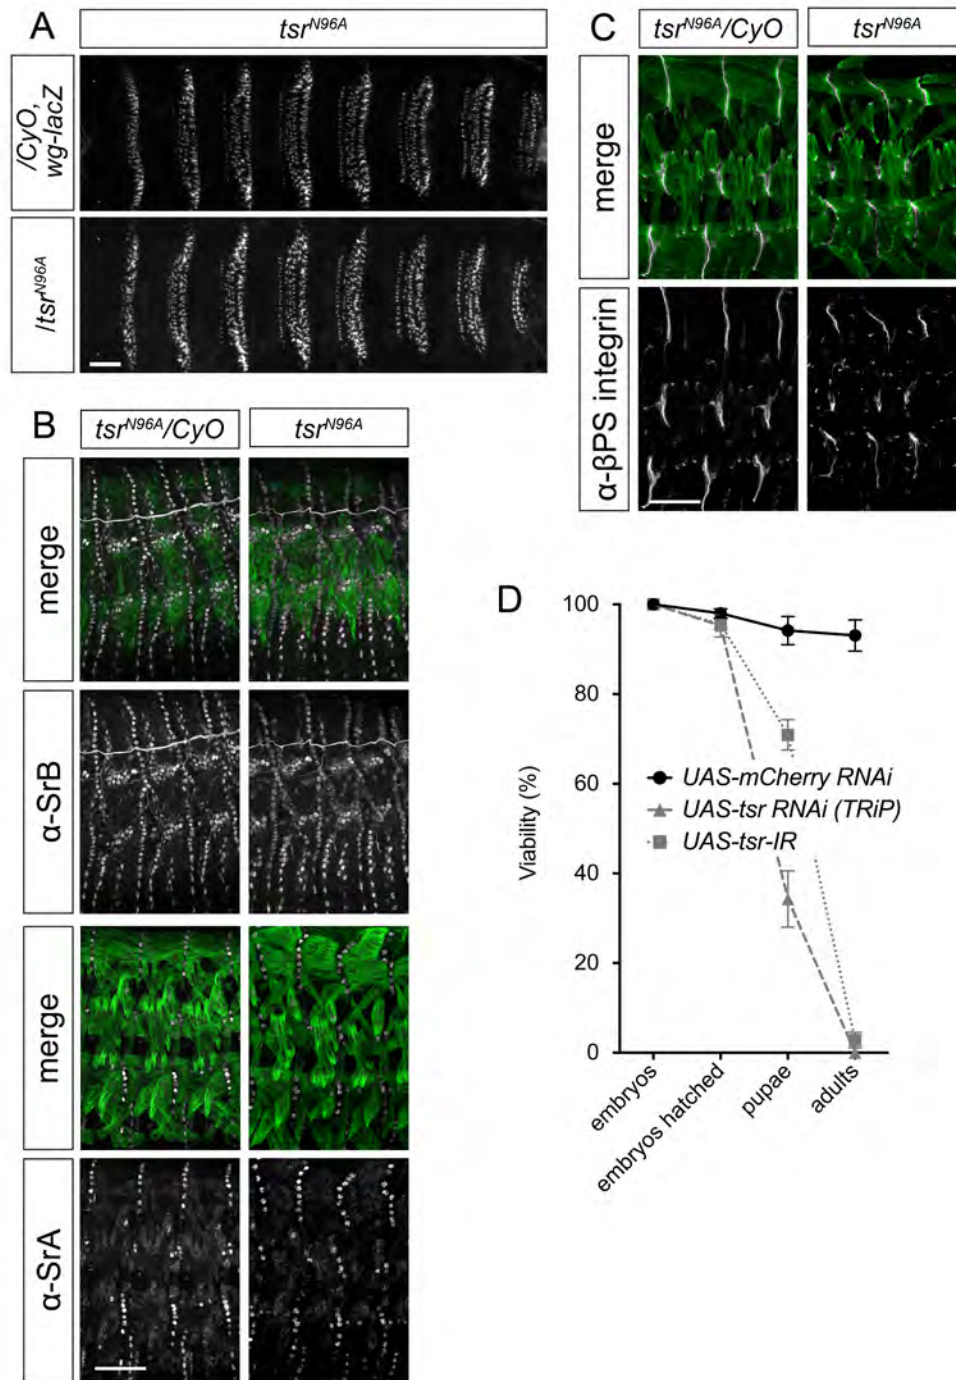 A
tsrN96A
/CyO,
wg-lacZ
/tsrN96A
B
tsrN96A/CyO
tsrN96A
merge
α-SrB
merge
α-SrA
C
tsrN96A/CyO
tsrN96A
merge
α-βPS integrin
D
100
80
60
40
20
0
Viability (%)
UAS-mCherry RNAi
UAS-tsr RNAi (TRiP)
UAS-tsr-IR
embryos
embryos hatched
pupae
adults